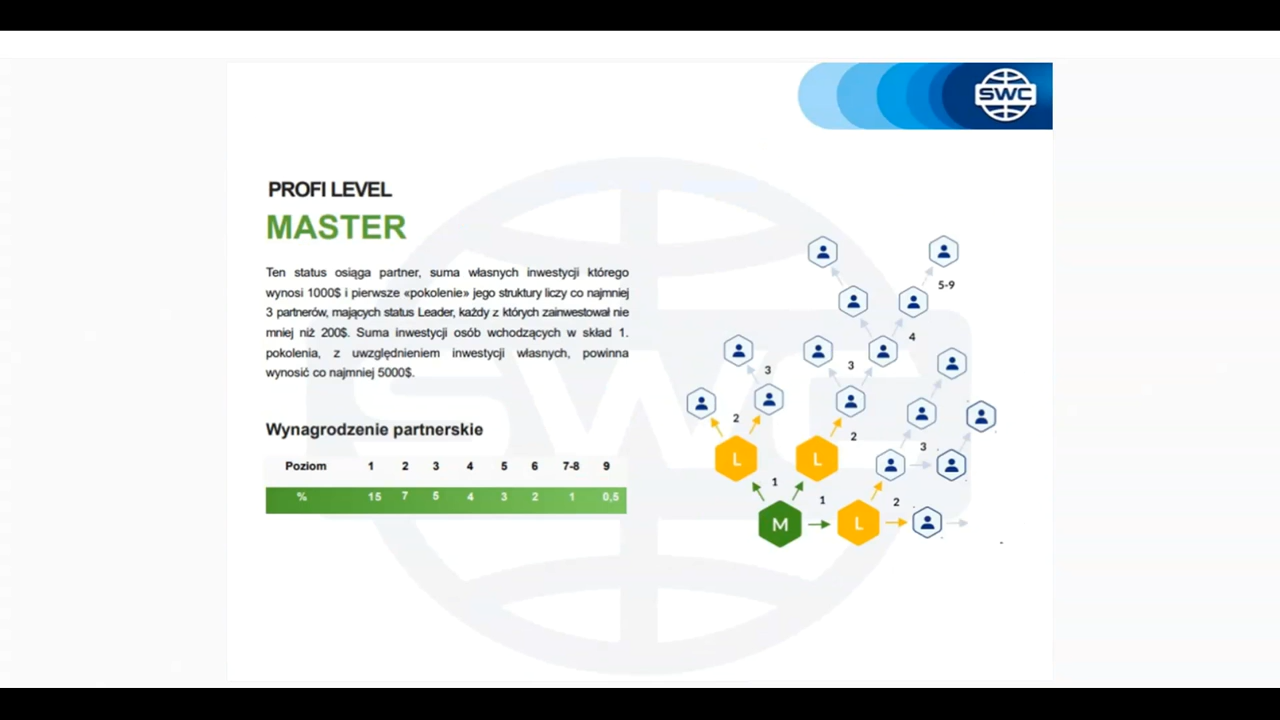 SWC
PROFI LEVEL
MASTER
Ten status osiąga partner, suma własnych inwestycji którego
wynosi 1000$ i pierwsze «pokolenie» jego struktury liczy co najmniej
3 partnerów, mających status Leader, każdy z których zainwestował nie
mniej niż 200$. Suma inwestycji osób wchodzących w skład 1.
pokolenia, z uwzględnieniem inwestycji własnych, powinna
wynosić co najmniej 5000$.
Wynagrodzenie partnerskie
Poziom 1 2 3 4 5 6 7-8 9
% 15 7 5 4 3 2 1 0,5
5-9
4
3 3
2
2
3
L L
1
1
2
M L
SWC